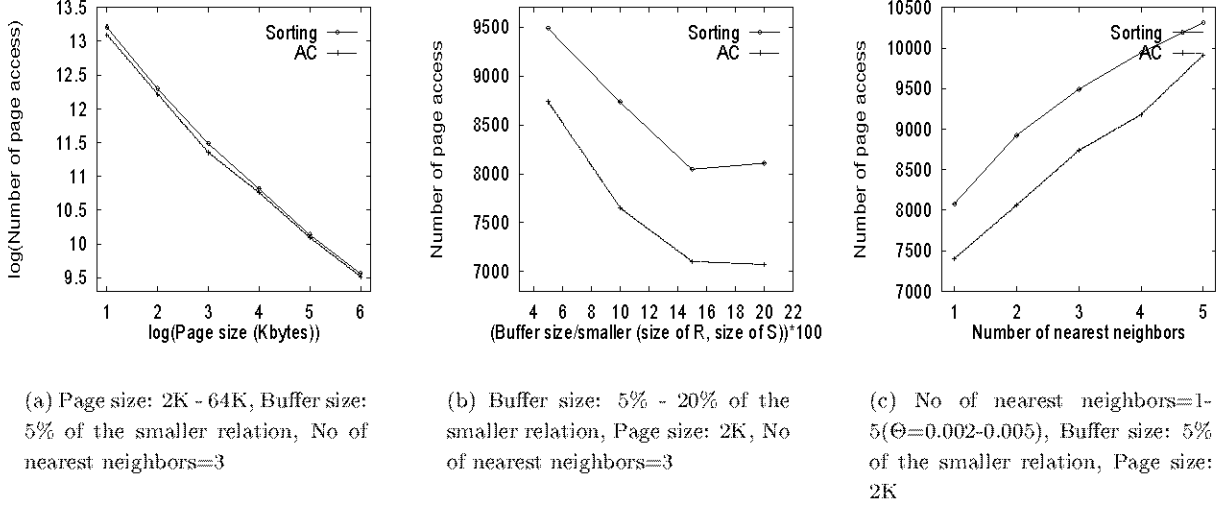 log(Number of page access)
13.5
13
12.5
12
11.5
11
10.5
10
9.5
Sorting
AC
1 2 3 4 5 6
log(Page size (Kbytes))
Number of page access
9500
9000
8500
8000
7500
7000
Sorting
AC
4 6 8 10 12 14 16 18 20 22
(Buffer size/smaller (size of R, size of S))*100
Number of page access
10500
10000
9500
9000
8500
8000
7500
7000
Sorting
AC
1 2 3 4 5
Number of nearest neighbors
(a) Page size: 2K - 64K, Buffer size:
5% of the smaller relation, No of
nearest neighbors=3
(b) Buffer size: 5% - 20% of the
smaller relation, Page size: 2K, No
of nearest neighbors=3
(c) No of nearest neighbors=1-
5(Θ=0.002-0.005), Buffer size: 5%
of the smaller relation, Page size:
2K